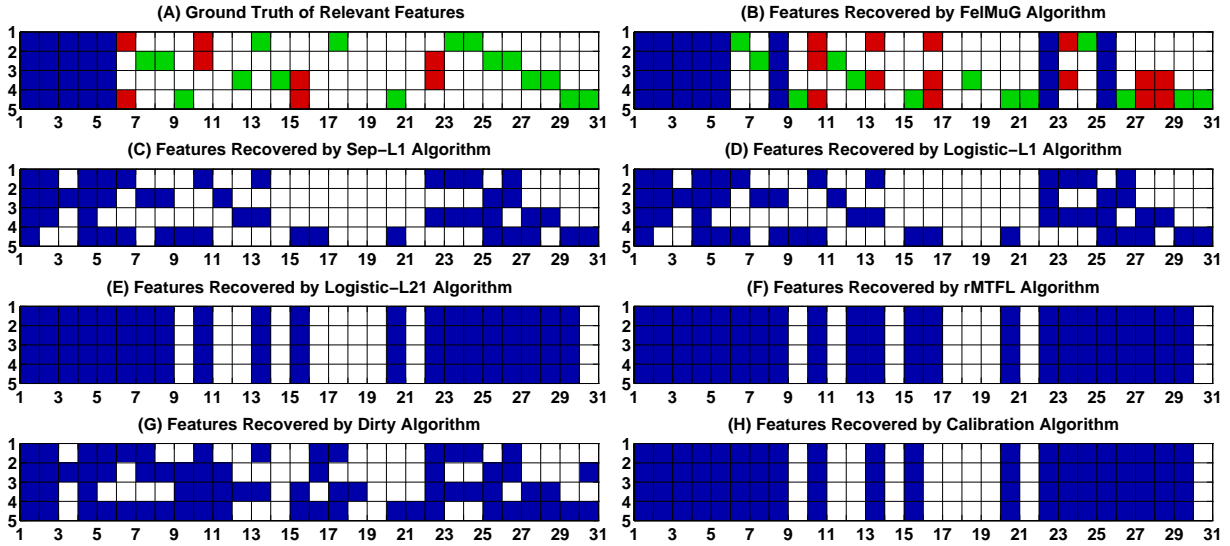 (A) Ground Truth of Relevant Features
1
2
3
4
5
1 3 5 7 9 11 13 15 17 19 21 23 25 27 29 31
(B) Features Recovered by FelMuG Algorithm
1
2
3
4
5
1 3 5 7 9 11 13 15 17 19 21 23 25 27 29 31
(C) Features Recovered by Sep−L1 Algorithm
1
2
3
4
5
1 3 5 7 9 11 13 15 17 19 21 23 25 27 29 31
(D) Features Recovered by Logistic−L1 Algorithm
1
2
3
4
5
1 3 5 7 9 11 13 15 17 19 21 23 25 27 29 31
(E) Features Recovered by Logistic−L21 Algorithm
1
2
3
4
5
1 3 5 7 9 11 13 15 17 19 21 23 25 27 29 31
(F) Features Recovered by rMTFL Algorithm
1
2
3
4
5
1 3 5 7 9 11 13 15 17 19 21 23 25 27 29 31
(G) Features Recovered by Dirty Algorithm
1
2
3
4
5
1 3 5 7 9 11 13 15 17 19 21 23 25 27 29 31
(H) Features Recovered by Calibration Algorithm
1
2
3
4
5
1 3 5 7 9 11 13 15 17 19 21 23 25 27 29 31